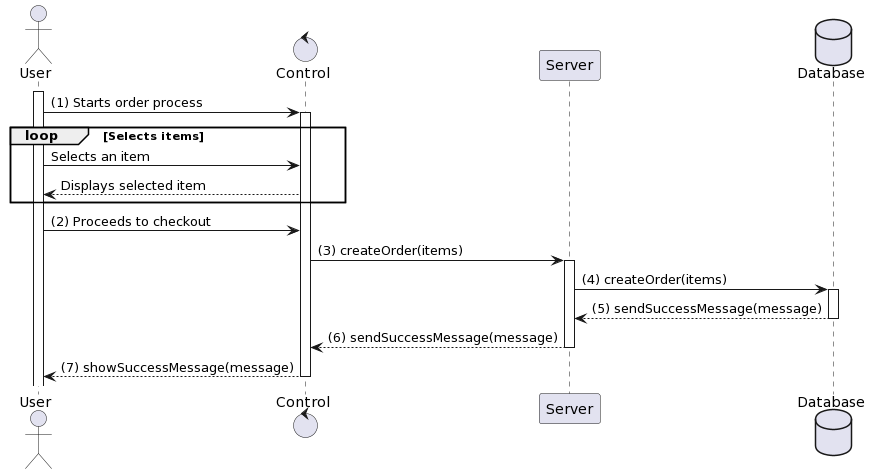 User
Control
Server
Database
(1) Starts order process
loop [Selects items]
Selects an item
Displays selected item
(2) Proceeds to checkout
(3) createOrder(items)
(4) createOrder(items)
(5) sendSuccessMessage(message)
(6) sendSuccessMessage(message)
(7) showSuccessMessage(message)
User
Control
Server
Database